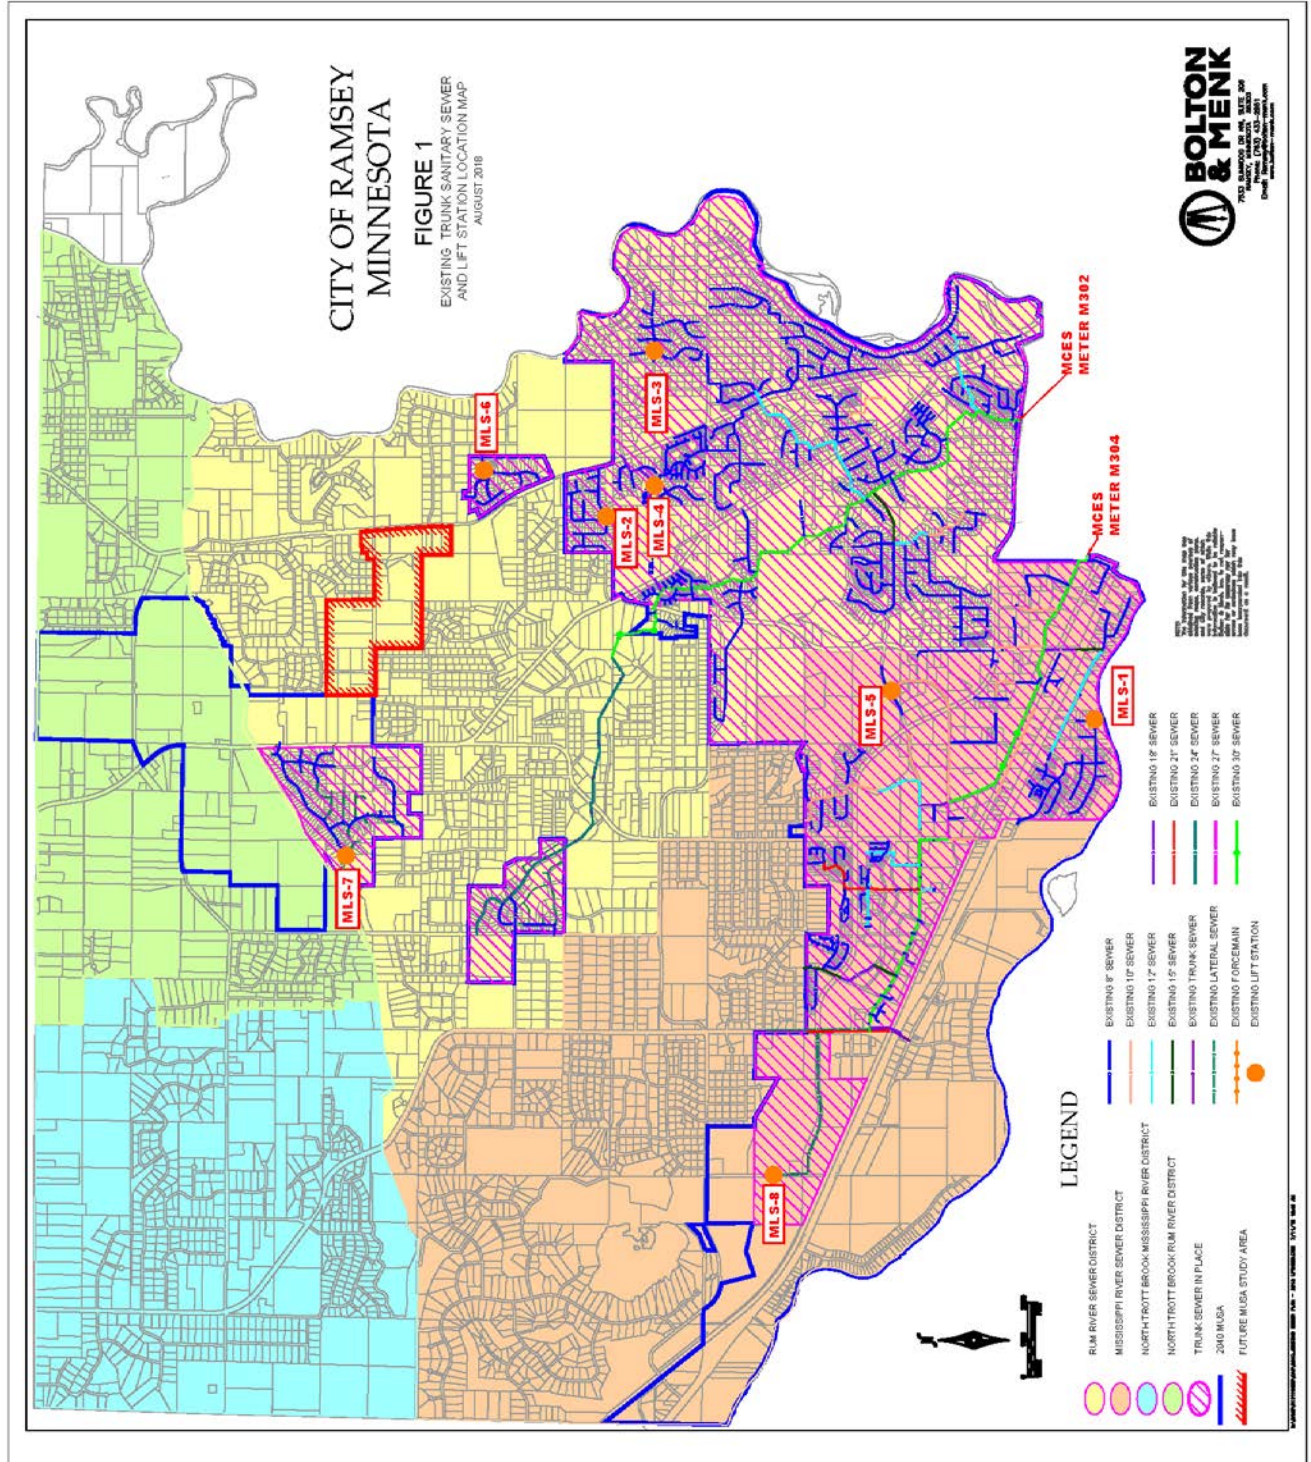 CITY OF RAMSEY
MINNESOTA
FIGURE 1
EXISTING TRUNK SANITARY SEWER
AND LIFT STATION LOCATION MAP
AUGUST 2018
MLS-6
MLS-3
MLS-2
MLS-4
MLS-7
MLS-5
MLS-1
MLS-8
MCES
METER M302
MCES
METER M304
BOLTON
& MENK
NOTE
LEGEND
RUM RIVER SEWER DISTRICT
MISSISSIPPI RIVER SEWER DISTRICT
NORTH TROTT BROOK MISSISSIPPI RIVER DISTRICT
NORTH TROTT BROOK RUM RIVER DISTRICT
TRUNK SEWER IN PLACE
2040 MUSA
FUTURE MUSA STUDY AREA
EXISTING 8" SEWER
EXISTING 10" SEWER
EXISTING 12" SEWER
EXISTING 15" SEWER
EXISTING TRUNK SEWER
EXISTING LATERAL SEWER
EXISTING FORCEMAIN
EXISTING LIFT STATION
EXISTING 18" SEWER
EXISTING 21" SEWER
EXISTING 24" SEWER
EXISTING 27" SEWER
EXISTING 30" SEWER